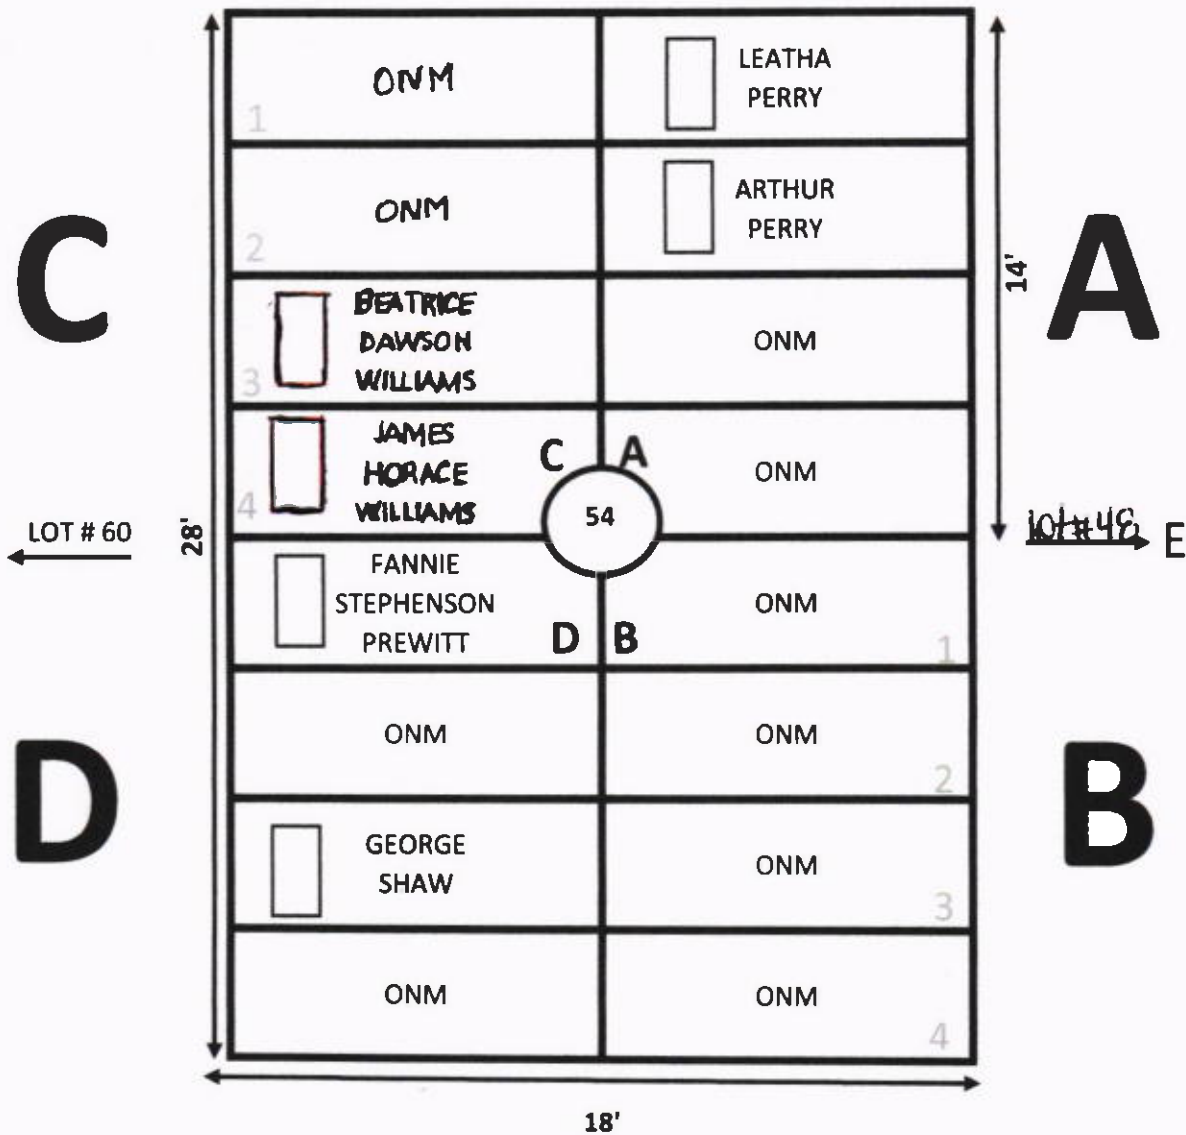 ONM
LEATHA
PERRY
1
ONM
ARTHUR
PERRY
2
C
A
14'
BEATRICE
DAWSON
WILLIAMS
3
ONM
JAMES
HORACE
WILLIAMS
4
ONM
C A
54
28'
LOT # 60
Lot # 48
E
FANNIE
STEPHENSON
PREWITT
D B
ONM
1
ONM
ONM
2
D
B
GEORGE
SHAW
ONM
3
ONM
ONM
4
18'